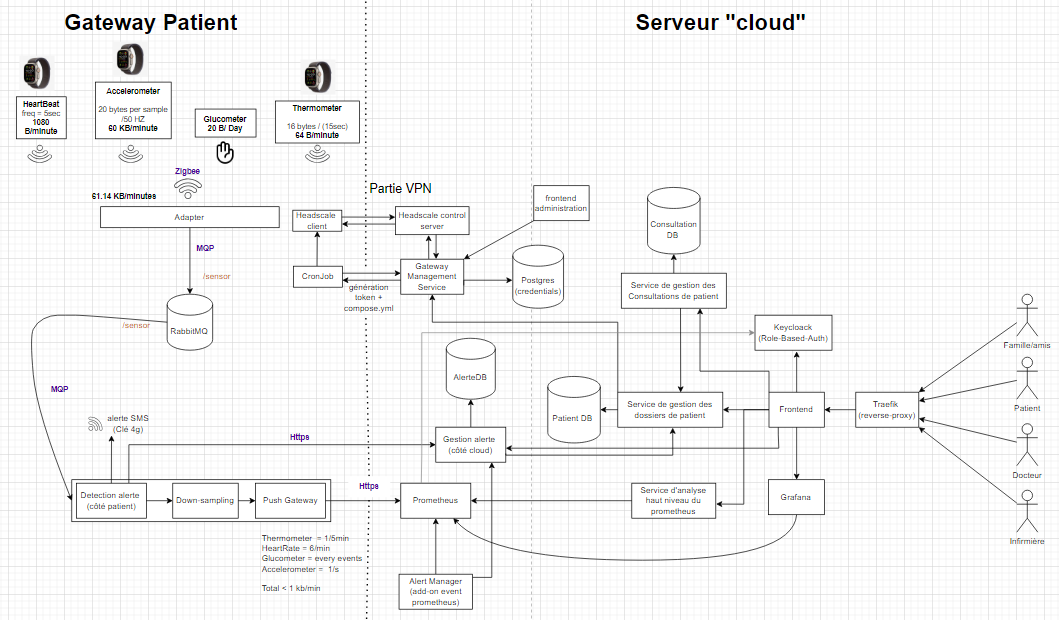 Gateway Patient
Serveur "cloud"
HeartBeat
freq = 5sec
1080
B/minute
Accelerometer
20 bytes per sample
/50 HZ
60 KB/minute
Glucometer
20 B/ Day
Thermometer
16 bytes / (15sec)
64 B/minute
Zigbee
61.14 KB/minutes
Adapter
MQP
/sensor
RabbitMQ
/sensor
MQP
alerte SMS
(Clé 4g)
Https
Detection alerte
(côté patient)
Down-sampling
Push Gateway
Https
Thermometer = 1/5min
HeartRate = 6/min
Glucometer = every events
Accelerometer = 1/s
Total < 1 kb/min
Partie VPN
Headscale
client
Headscale control
server
frontend
administration
CronJob
Gateway
Management
Service
génération
token +
compose.yml
Postgres
(credentials)
Consultation
DB
Service de gestion des
Consultations de patient
Keycloack
(Role-Based-Auth)
AlerteDB
Patient DB
Service de gestion des
dossiers de patient
Frontend
Traefik
(reverse-proxy)
Gestion alerte
(côté cloud)
Prometheus
Service d'analyse
haut niveau du
prometheus
Grafana
Alert Manager
(add-on event
prometheus)
Famille/amis
Patient
Docteur
Infirmière